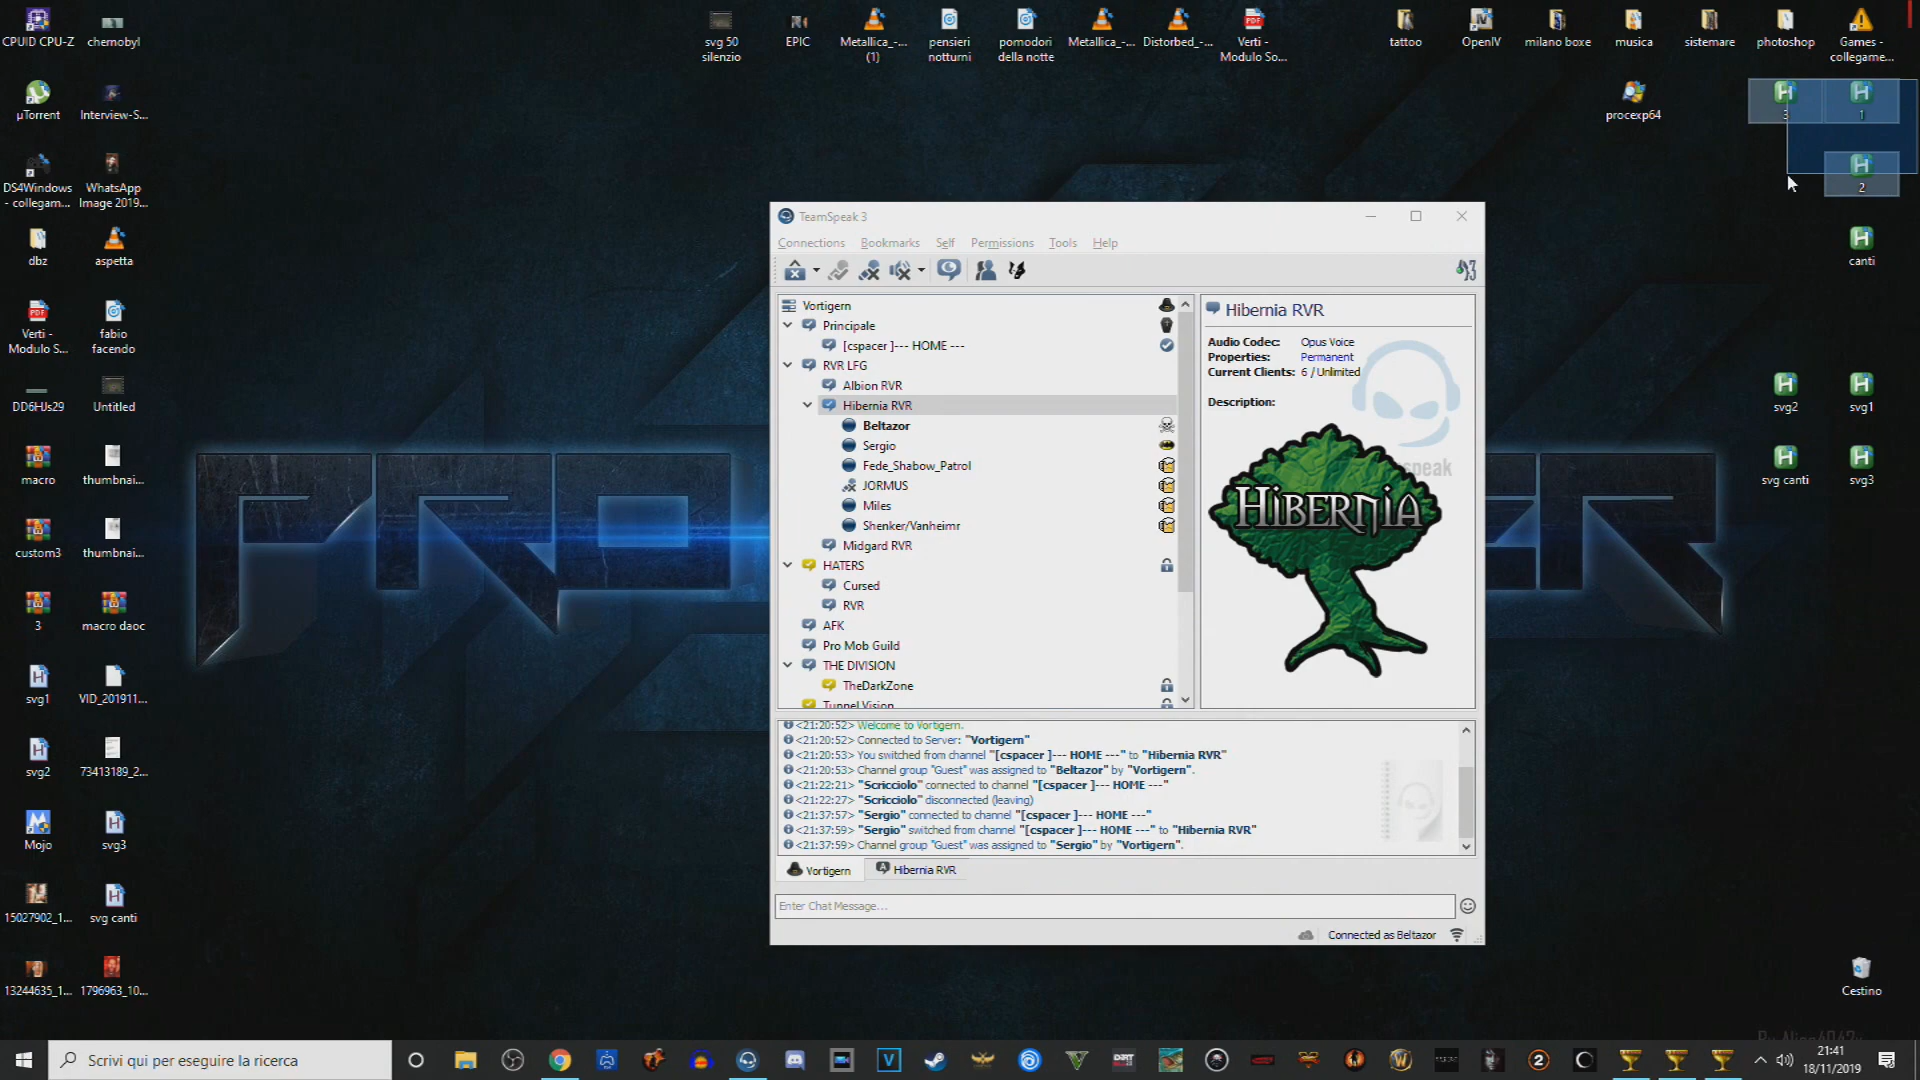 CPUID CPU-Z
chernobyl
svg 50
silenzio
EPIC
Metallica_-...
(1)
pensieri
notturni
pomodori
della notte
Metallica_-...
Distorbed_-...
Verti -
Modulo So...
tattoo
OpenIV
milano boxe
musica
sistemare
photoshop
Games -
collegame...
µTorrent
Interview-S...
procexp64
3
1
DS4Windows
- collegam...
WhatsApp
Image 2019...
2
dbz
aspetta
canti
Verti -
Modulo S...
fabio
facendo
DD6HJs29
Untitled
svg2
svg1
macro
thumbnai...
svg canti
svg3
custom3
thumbnai...
3
macro daoc
svg1
VID_201911...
svg2
73413189_2...
Mojo
svg3
15027902_1...
svg canti
13244635_1...
1796963_10...
Cestino
TeamSpeak 3
Connections Bookmarks Self Permissions Tools Help
Vortigern
Principale
[cspacer ]--- HOME ---
RVR LFG
Albion RVR
Hibernia RVR
Beltazor
Sergio
Fede_Shabow_Patrol
JORMUS
Miles
Shenker/Vanheimr
Midgard RVR
HATERS
Cursed
RVR
AFK
Pro Mob Guild
THE DIVISION
TheDarkZone
Tunnel Vision
Hibernia RVR
Audio Codec: Opus Voice
Properties: Permanent
Current Clients: 6 / Unlimited
Description:
speak
HIBERNIA
<21:20:52> Welcome to Vortigern.
<21:20:52> Connected to Server: "Vortigern"
<21:20:53> You switched from channel "[cspacer ]--- HOME ---" to "Hibernia RVR"
<21:20:53> Channel group "Guest" was assigned to "Beltazor" by "Vortigern".
<21:22:21> "Scricciolo" connected to channel "[cspacer ]--- HOME ---"
<21:22:27> "Scricciolo" disconnected (leaving)
<21:37:57> "Sergio" connected to channel "[cspacer ]--- HOME ---"
<21:37:59> "Sergio" switched from channel "[cspacer ]--- HOME ---" to "Hibernia RVR"
<21:37:59> Channel group "Guest" was assigned to "Sergio" by "Vortigern".
Vortigern
Hibernia RVR
Enter Chat Message...
Connected as Beltazor
Scrivi qui per eseguire la ricerca
21:41
18/11/2019